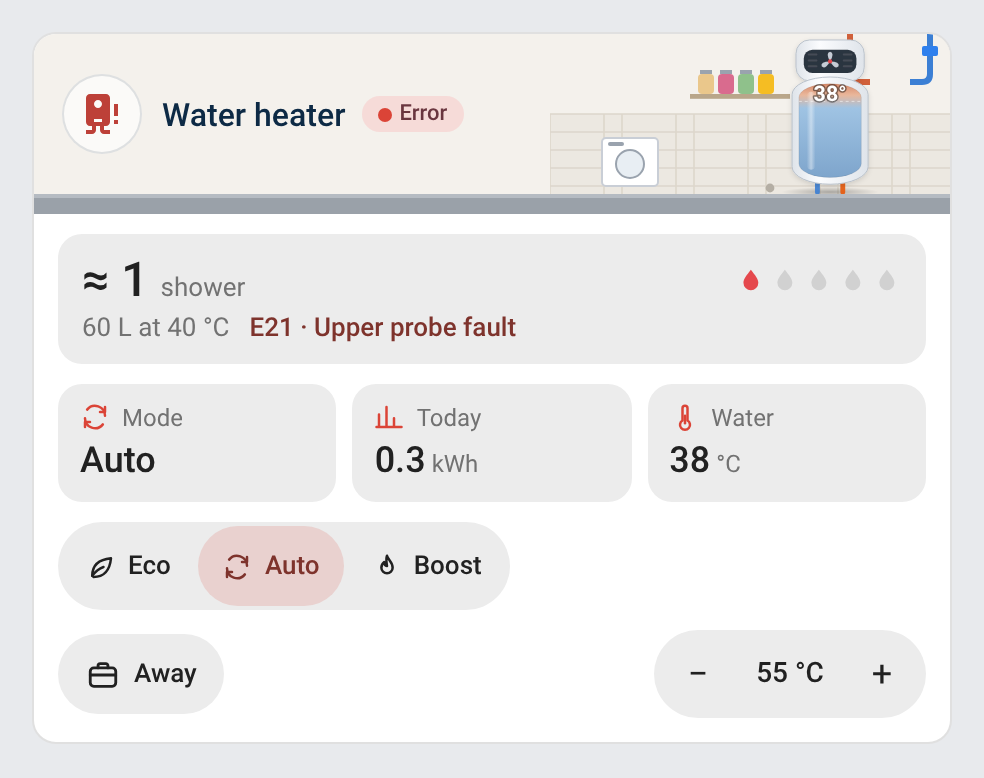 Water heater
Error
38°
≈ 1 shower
60 L at 40 °C E21 · Upper probe fault
Mode
Auto
Today
0.3 kWh
Water
38 °C
Eco
Auto
Boost
Away
− 55 °C +